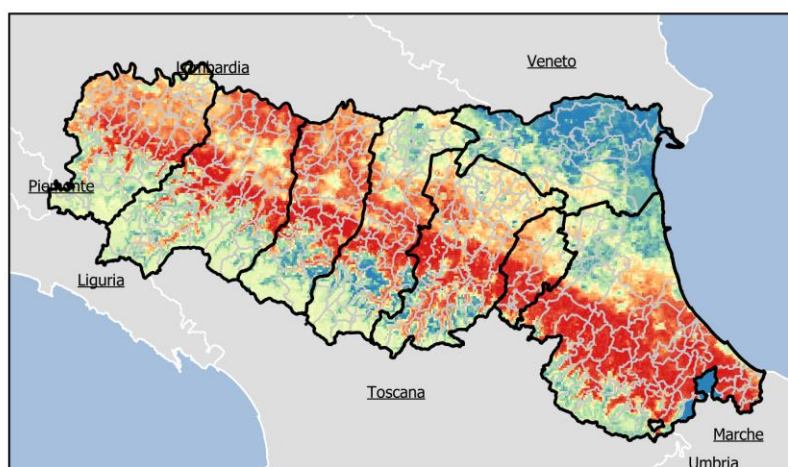 Lombardia
Veneto
Piemonte
Liguria
Toscana
Marche
Umbria